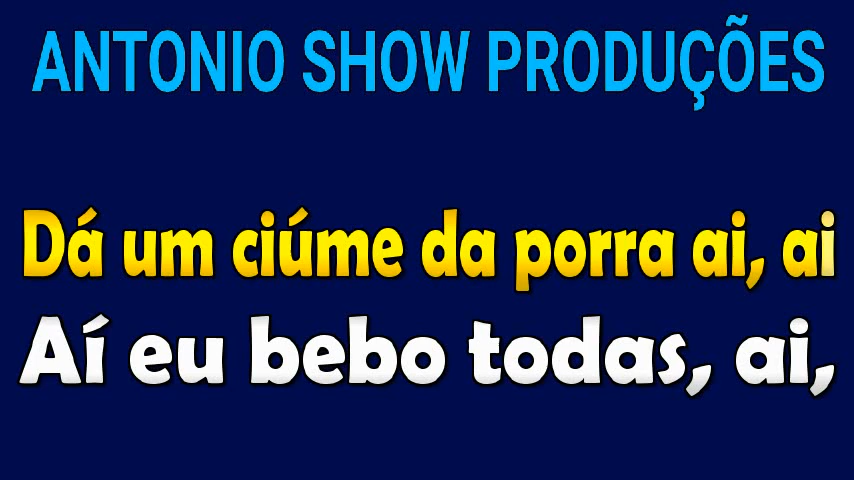 ANTONIO SHOW PRODUÇÕES
Dá um ciúme da porra ai, ai
Aí eu bebo todas, ai,